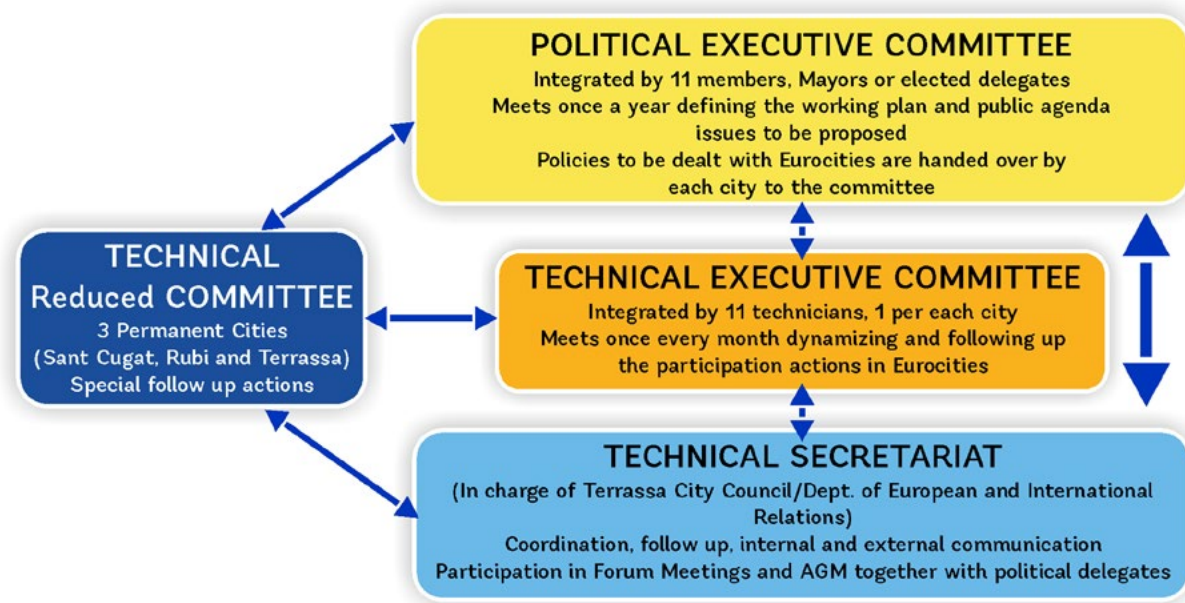 POLITICAL EXECUTIVE COMMITTEE
Integrated by 11 members, Mayors or elected delegates
Meets once a year defining the working plan and public agenda
issues to be proposed
Policies to be dealt with Eurocities are handed over by
each city to the committee
TECHNICAL
Reduced COMMITTEE
3 Permanent Cities
(Sant Cugat, Rubi and Terrassa)
Special follow up actions
TECHNICAL EXECUTIVE COMMITTEE
Integrated by 11 technicians, 1 per each city
Meets once every month dynamizing and following up
the participation actions in Eurocities
TECHNICAL SECRETARIAT
(In charge of Terrassa City Council/Dept. of European and International
Relations)
Coordination, follow up, internal and external communication
Participation in Forum Meetings and AGM together with political delegates